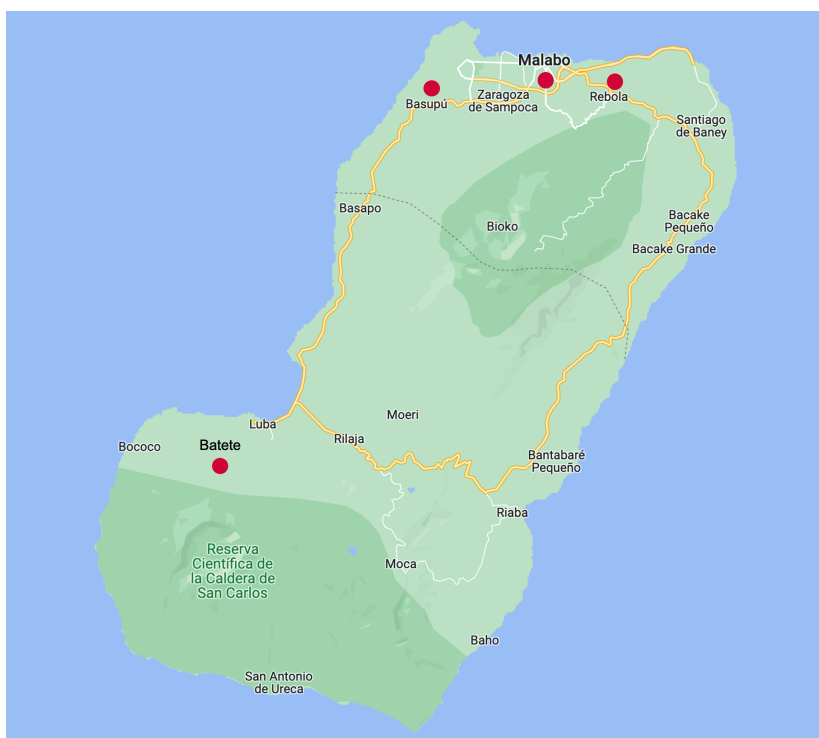 Malabo
Basupú
Zaragoza
de Sampoca
Rebola
Santiago
de Baney
Basapo
Bacake
Pequeño
Bioko
Bacake Grande
Moeri
Luba
Rilaja
Batete
Bococo
Bantabaré
Pequeño
Riaba
Reserva
Científica de
la Caldera de
San Carlos
Moca
Baho
San Antonio
de Ureca